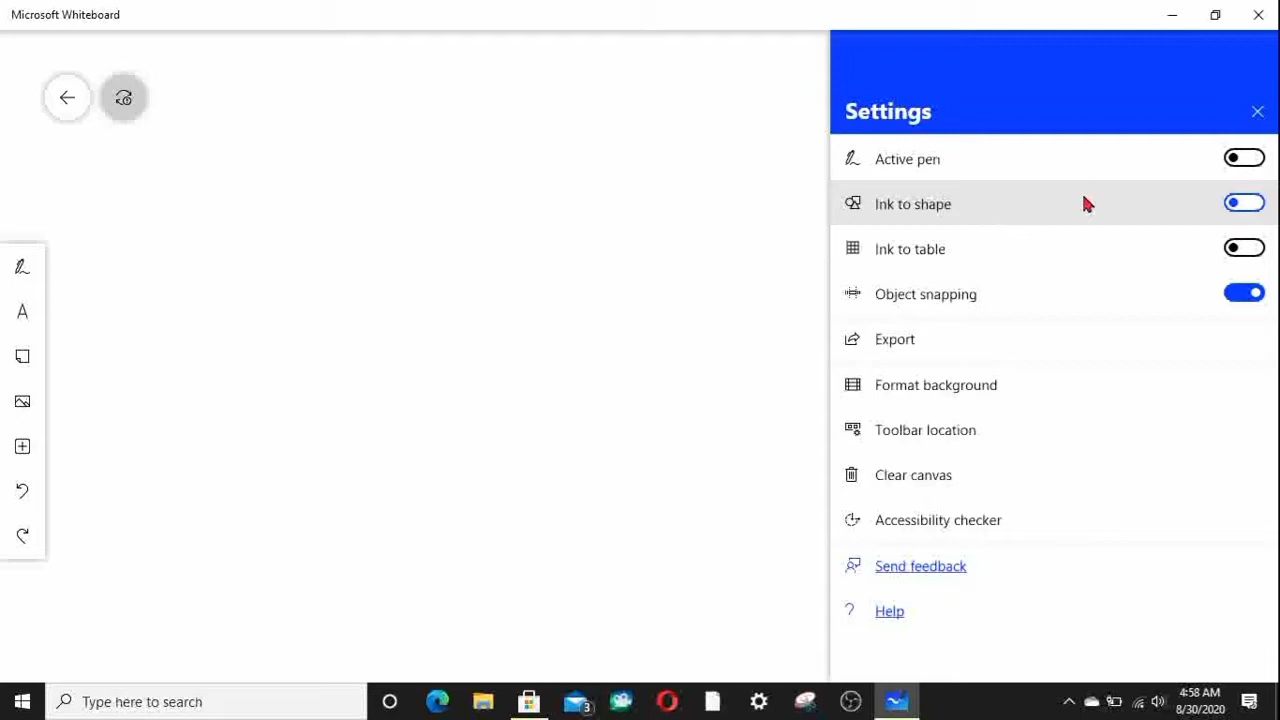 Microsoft Whiteboard
Settings
Active pen
Ink to shape
Ink to table
Object snapping
Export
Format background
Toolbar location
Clear canvas
Accessibility checker
Send feedback
Help
Type here to search
3
4:58 AM
8/30/2020